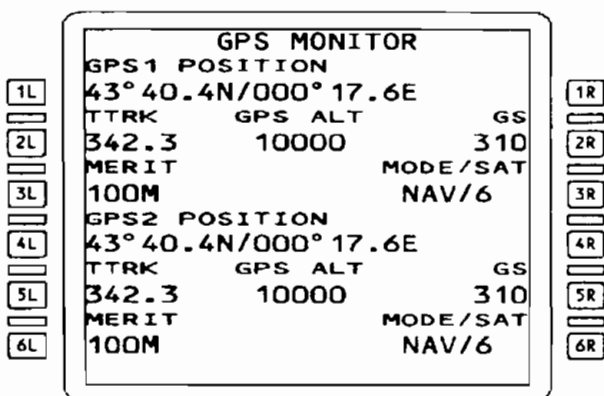 GPS MONITOR
GPS1 POSITION
1L 43°40.4N/000°17.6E 1R
TTRK GPS ALT GS
2L 342.3 10000 310 2R
MERIT MODE/SAT
3L 100M NAV/6 3R
GPS2 POSITION
4L 43°40.4N/000°17.6E 4R
TTRK GPS ALT GS
5L 342.3 10000 310 5R
MERIT MODE/SAT
6L 100M NAV/6 6R